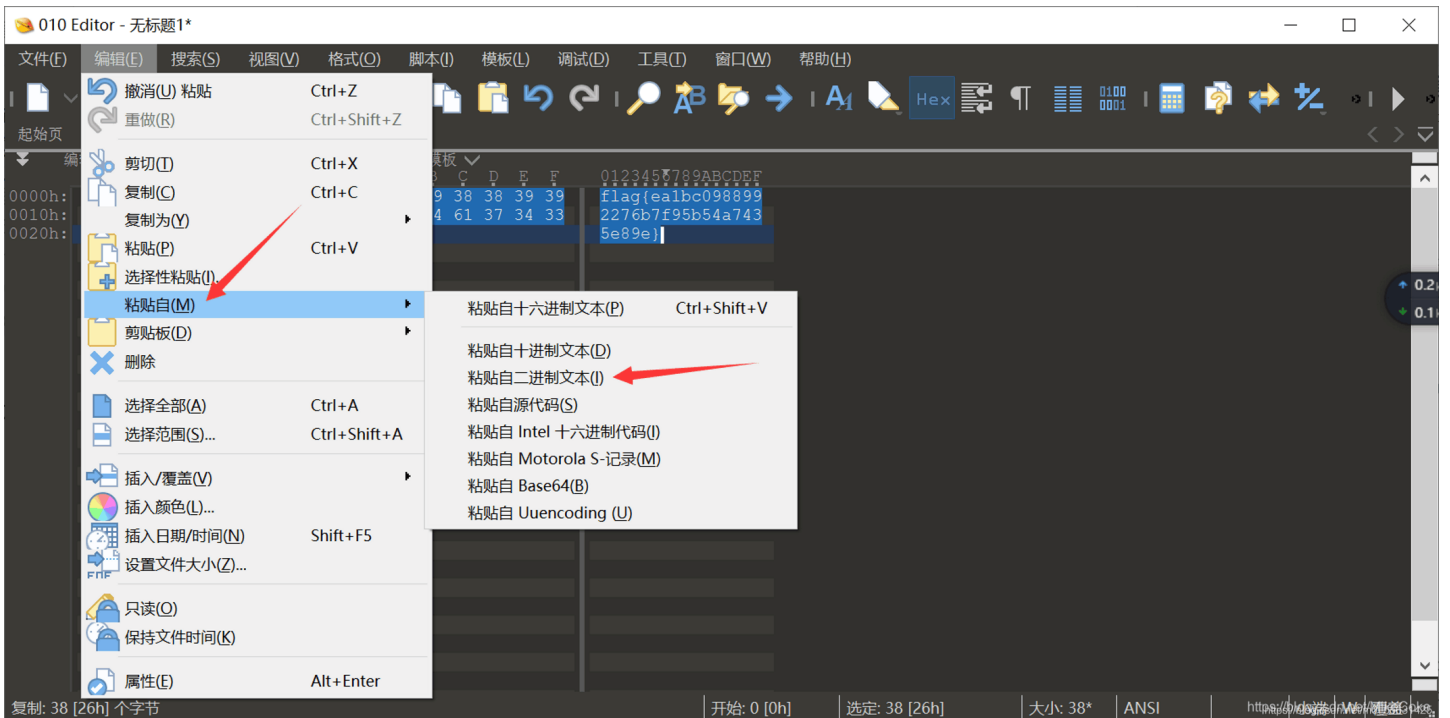 010 Editor - 无标题1*
文件(F) 编辑(E) 搜索(S) 视图(V) 格式(O) 脚本(I) 模板(L) 调试(D) 工具(T) 窗口(W) 帮助(H)
Hex
起始页
撤消(U) 粘贴 Ctrl+Z
重做(R) Ctrl+Shift+Z
剪切(T) Ctrl+X
复制(C) Ctrl+C
复制为(Y)
粘贴(P) Ctrl+V
选择性粘贴(I)
粘贴自(M)
剪贴板(D)
删除
选择全部(A) Ctrl+A
选择范围(S)... Ctrl+Shift+A
插入/覆盖(V)
插入颜色(L)...
插入日期/时间(N) Shift+F5
设置文件大小(Z)...
只读(O)
保持文件时间(K)
属性(E) Alt+Enter
粘贴自十六进制文本(P) Ctrl+Shift+V
粘贴自十进制文本(D)
粘贴自二进制文本(I)
粘贴自源代码(S)
粘贴自 Intel 十六进制代码(I)
粘贴自 Motorola S-记录(M)
粘贴自 Base64(B)
粘贴自 Uuencoding (U)
C D E F 0123456789ABCDEF
0000h: 9 38 38 39 39 flag{ea1bc098899
0010h: 4 61 37 34 33 2276b7f95b54a743
0020h: 5e89e}
0.2
0.1
复制: 38 [26h] 个字节 开始: 0 [0h] 选定: 38 [26h] 大小: 38* ANSI